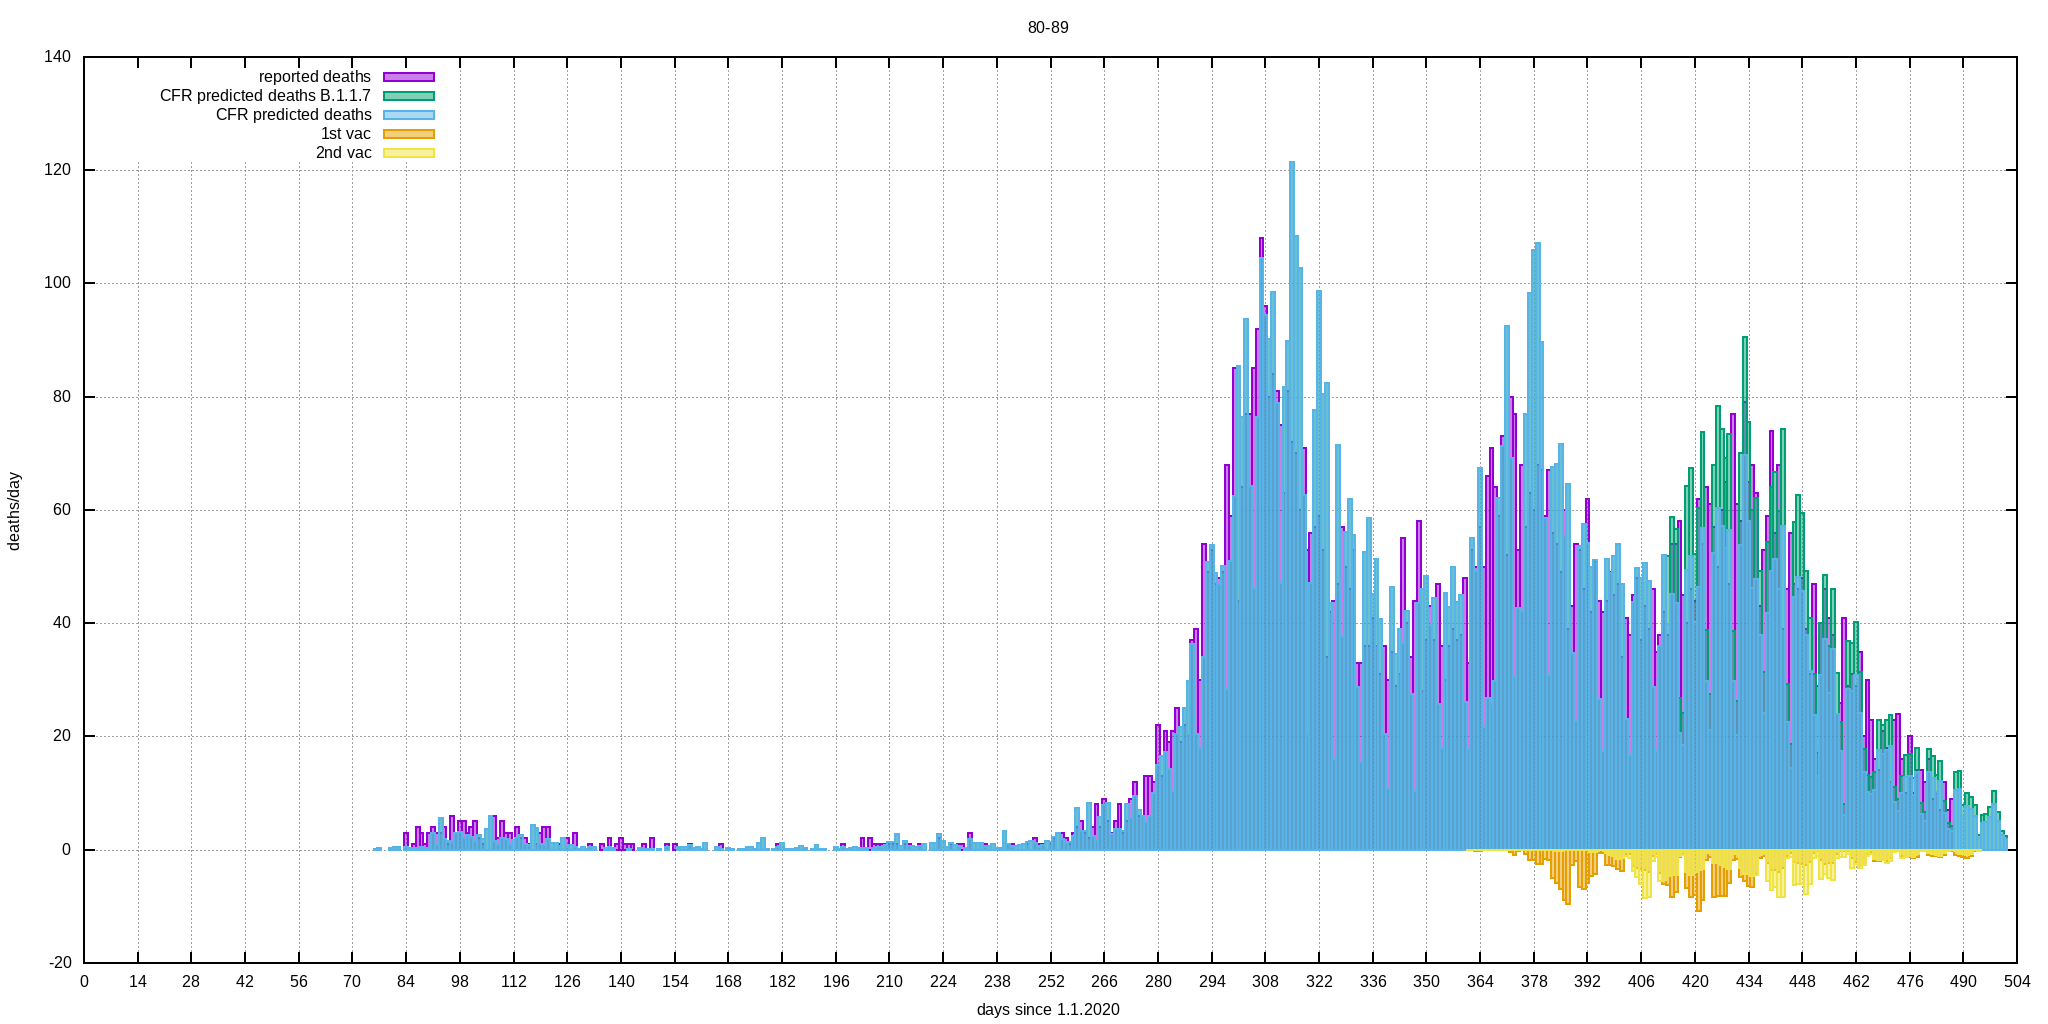 80-89
140
120
100
80
60
40
20
0
-20
deaths/day
reported deaths
CFR predicted deaths B.1.1.7
CFR predicted deaths
1st vac
2nd vac
0 14 28 42 56 70 84 98 112 126 140 154 168 182 196 210 224 238 252 266 280 294 308 322 336 350 364 378 392 406 420 434 448 462 476 490 504
days since 1.1.2020